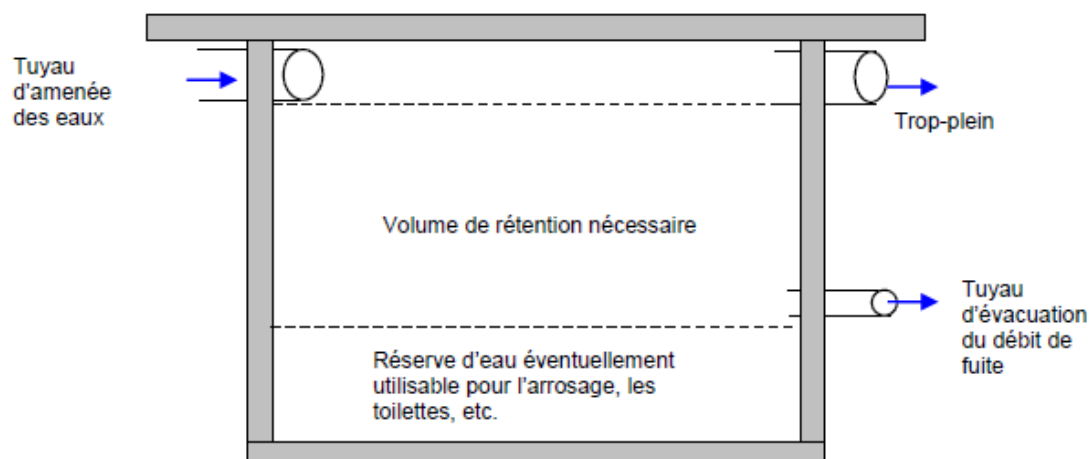 Tuyau
d'amenée
des eaux
Trop-plein
Volume de rétention nécessaire
Tuyau
d'évacuation
du débit de
fuite
Réserve d'eau éventuellement
utilisable pour l'arrosage, les
toilettes, etc.